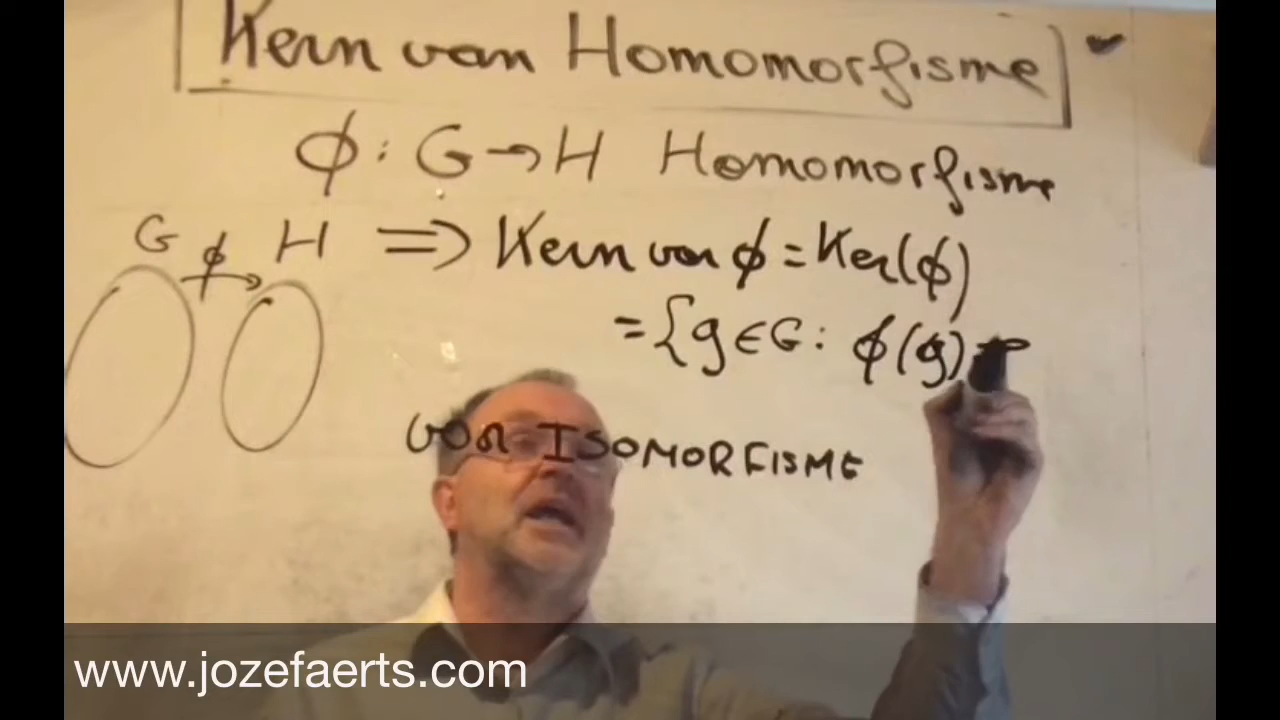 Kern van Homomorfisme
ϕ: G→H Homomorfisme
G ϕ H ⇒ Kern van ϕ = Ker(ϕ)
= {g∈G: ϕ(g)=
van ISOMORFISME
www.jozefaerts.com